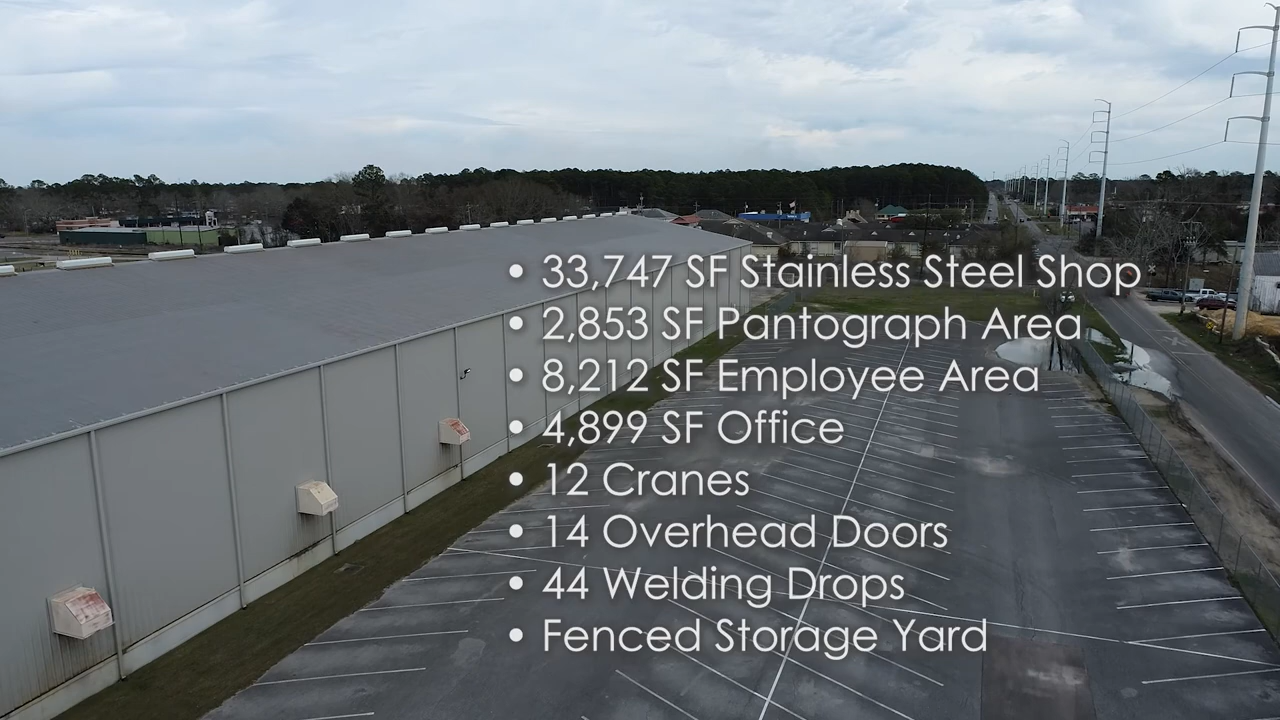 • 33,747 SF Stainless Steel Shop
• 2,853 SF Pantograph Area
• 8,212 SF Employee Area
• 4,899 SF Office
• 12 Cranes
• 14 Overhead Doors
• 44 Welding Drops
• Fenced Storage Yard